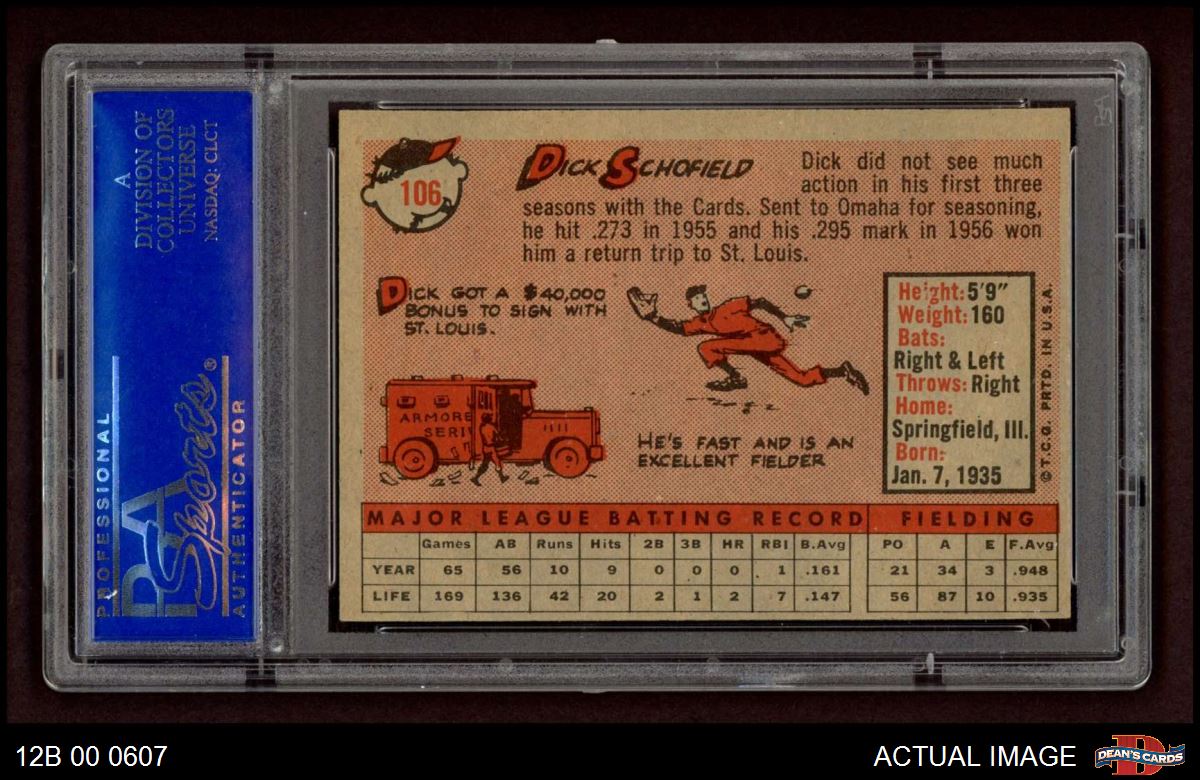 A
DIVISION OF
COLLECTORS
UNIVERSE
NASDAQ: CLCT
PROFESSIONAL
PSA
Sports®
AUTHENTICATOR
106
DICK SCHOFIELD
Dick did not see much
action in his first three
seasons with the Cards. Sent to Omaha for seasoning,
he hit .273 in 1955 and his .295 mark in 1956 won
him a return trip to St. Louis.
DICK GOT A $40,000
BONUS TO SIGN WITH
ST. LOUIS.
ARMORE
SERI
HE'S FAST AND IS AN
EXCELLENT FIELDER
Height: 5'9"
Weight: 160
Bats:
Right & Left
Throws: Right
Home:
Springfield, Ill.
Born:
Jan. 7, 1935
© T.C.G. PRTD. IN U.S.A.
MAJOR LEAGUE BATTING RECORD FIELDING
Games AB Runs Hits 2B 3B HR RBI B.Avg PO A E F.Avg
YEAR 65 56 10 9 0 0 0 1 .161 21 34 3 .948
LIFE 169 136 42 20 2 1 2 7 .147 56 87 10 .935
12B 00 0607
ACTUAL IMAGE
D
DEAN'S CARDS